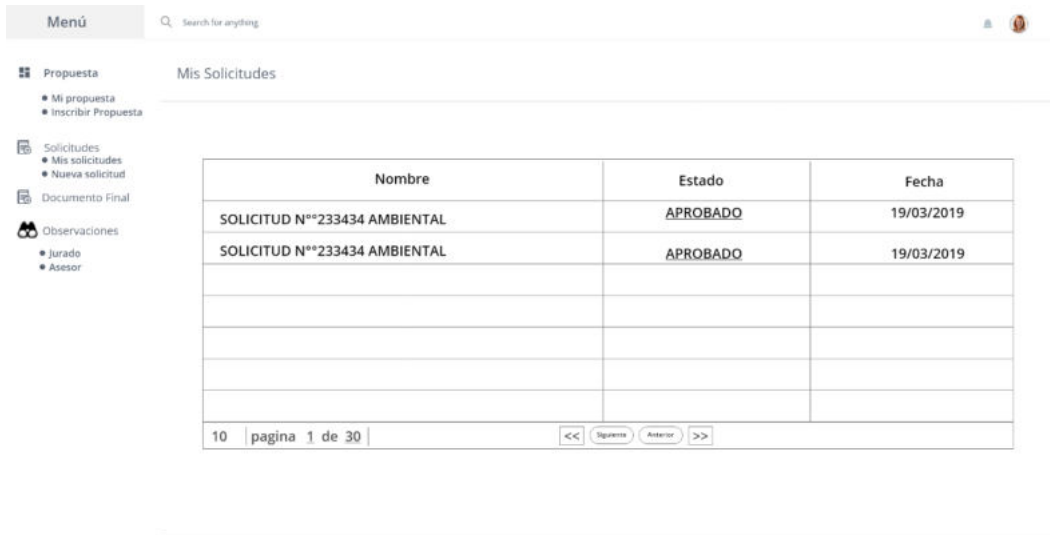 Menú
Search for anything
Propuesta
Mi propuesta
Inscribir Propuesta
Solicitudes
Mis solicitudes
Nueva solicitud
Documento Final
Observaciones
Jurado
Asesor
Mis Solicitudes
Nombre Estado Fecha
SOLICITUD N°°233434 AMBIENTAL APROBADO 19/03/2019
SOLICITUD N°°233434 AMBIENTAL APROBADO 19/03/2019
10 pagina 1 de 30 << Siguiente Anterior >>